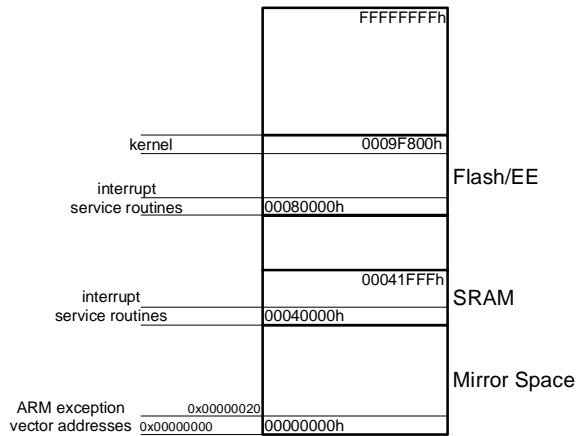 FFFFFFFFh
kernel
0009F800h
Flash/EE
interrupt
service routines
00080000h
00041FFFh
SRAM
interrupt
service routines
00040000h
Mirror Space
ARM exception
vector addresses
0x00000020
0x00000000
00000000h